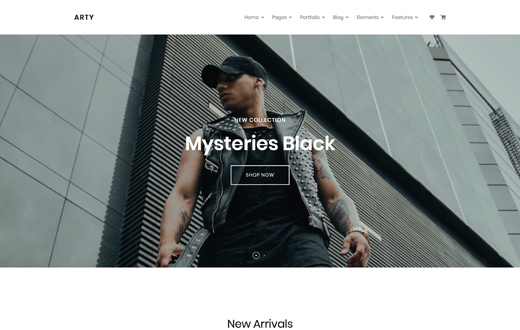 ARTY
Home Pages Portfolio Blog Elements Features
NEW COLLECTION
Mysteries Black
SHOP NOW
New Arrivals